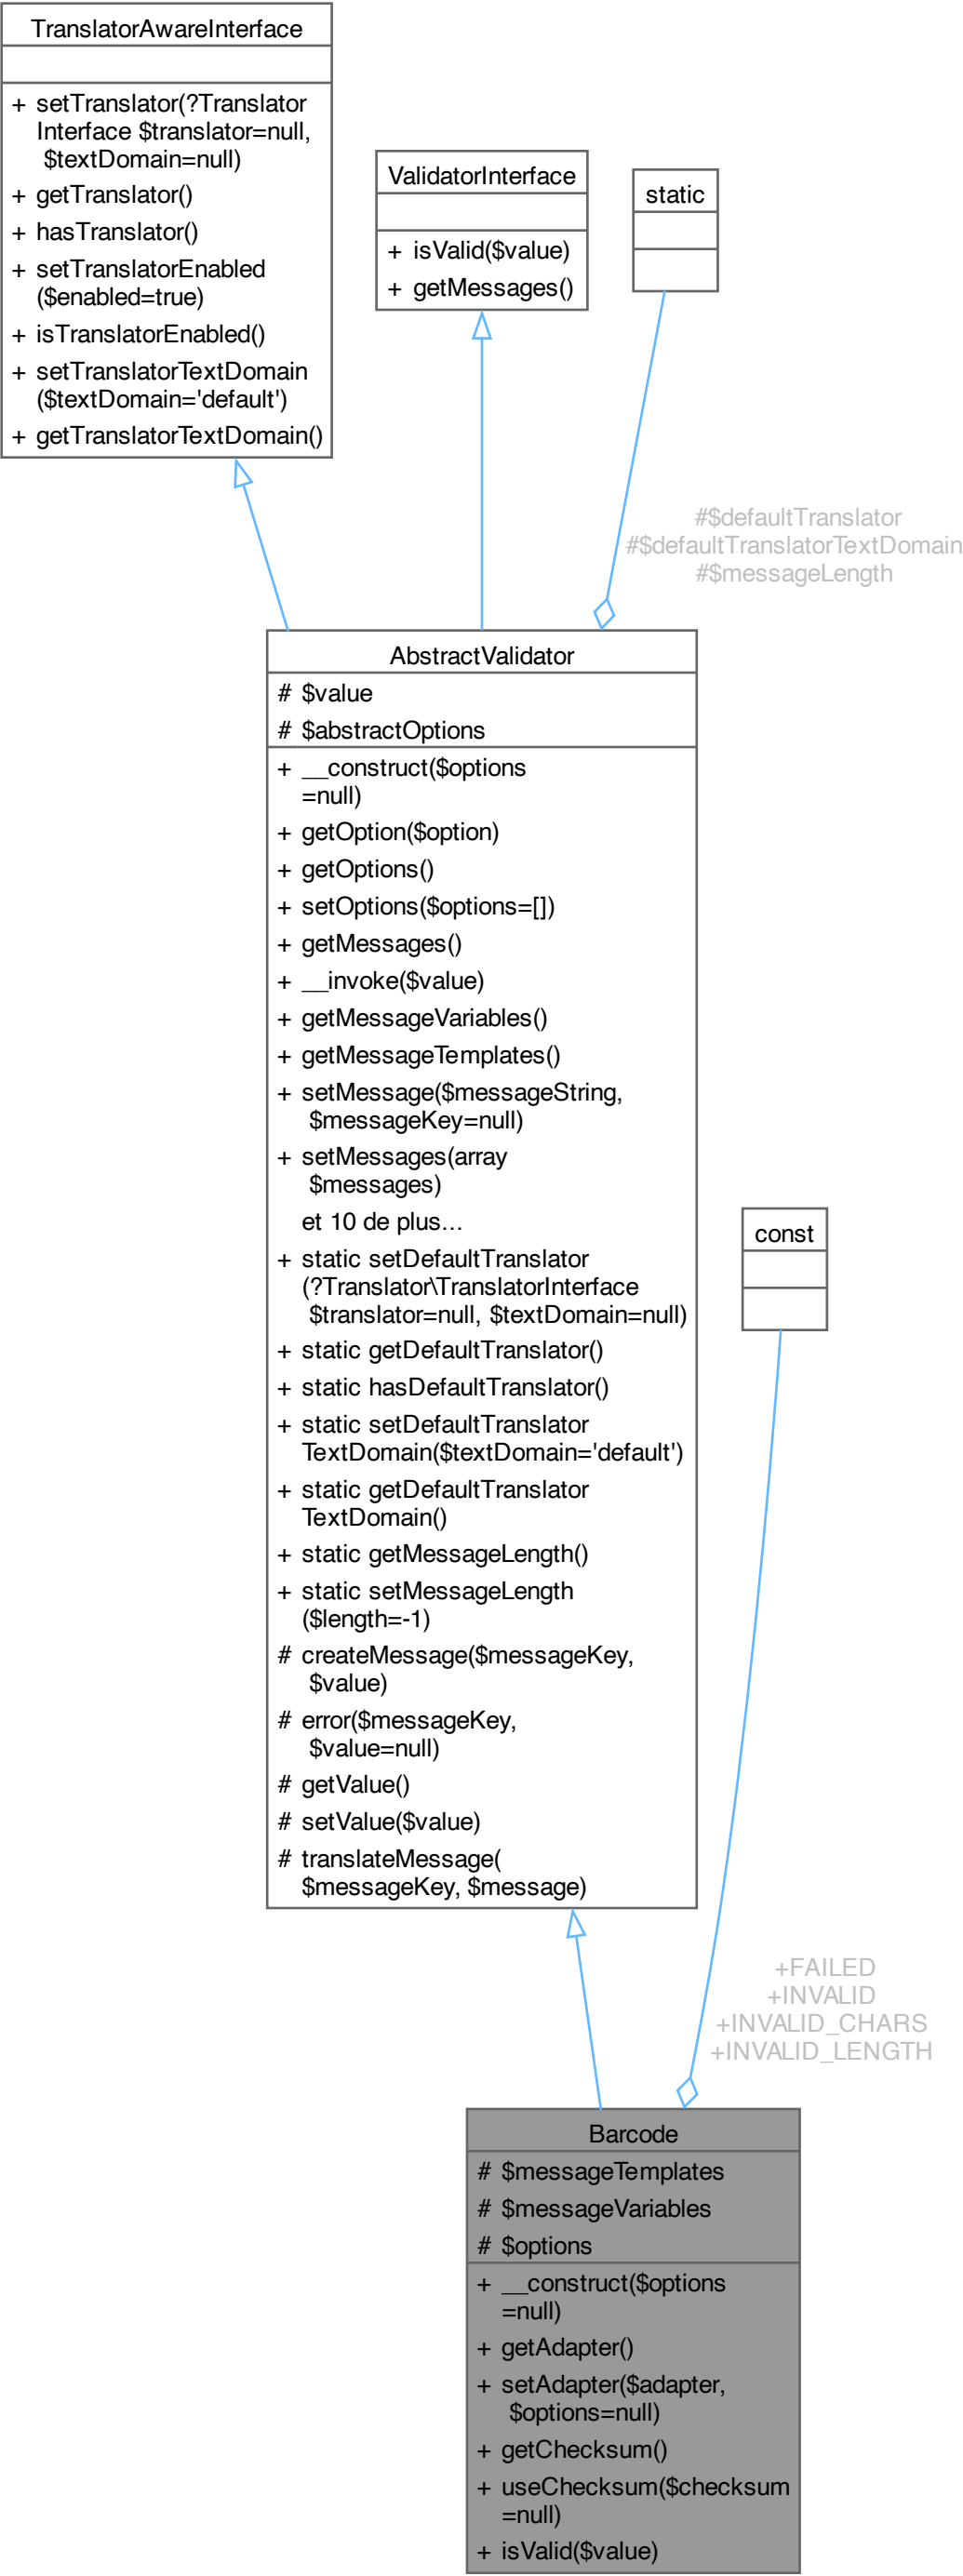 TranslatorAwareInterface
+ setTranslator(?Translator
Interface $translator=null,
$textDomain=null)
+ getTranslator()
+ hasTranslator()
+ setTranslatorEnabled
($enabled=true)
+ isTranslatorEnabled()
+ setTranslatorTextDomain
($textDomain='default')
+ getTranslatorTextDomain()
ValidatorInterface
+ isValid($value)
+ getMessages()
static
#$defaultTranslator
#$defaultTranslatorTextDomain
#$messageLength
AbstractValidator
# $value
# $abstractOptions
+ __construct($options
=null)
+ getOption($option)
+ getOptions()
+ setOptions($options=[])
+ getMessages()
+ __invoke($value)
+ getMessageVariables()
+ getMessageTemplates()
+ setMessage($messageString,
$messageKey=null)
+ setMessages(array
$messages)
et 10 de plus...
+ static setDefaultTranslator
(?Translator\TranslatorInterface
$translator=null, $textDomain=null)
+ static getDefaultTranslator()
+ static hasDefaultTranslator()
+ static setDefaultTranslator
TextDomain($textDomain='default')
+ static getDefaultTranslator
TextDomain()
+ static getMessageLength()
+ static setMessageLength
($length=-1)
# createMessage($messageKey,
$value)
# error($messageKey,
$value=null)
# getValue()
# setValue($value)
# translateMessage(
$messageKey, $message)
const
+FAILED
+INVALID
+INVALID_CHARS
+INVALID_LENGTH
Barcode
# $messageTemplates
# $messageVariables
# $options
+ __construct($options
=null)
+ getAdapter()
+ setAdapter($adapter,
$options=null)
+ getChecksum()
+ useChecksum($checksum
=null)
+ isValid($value)